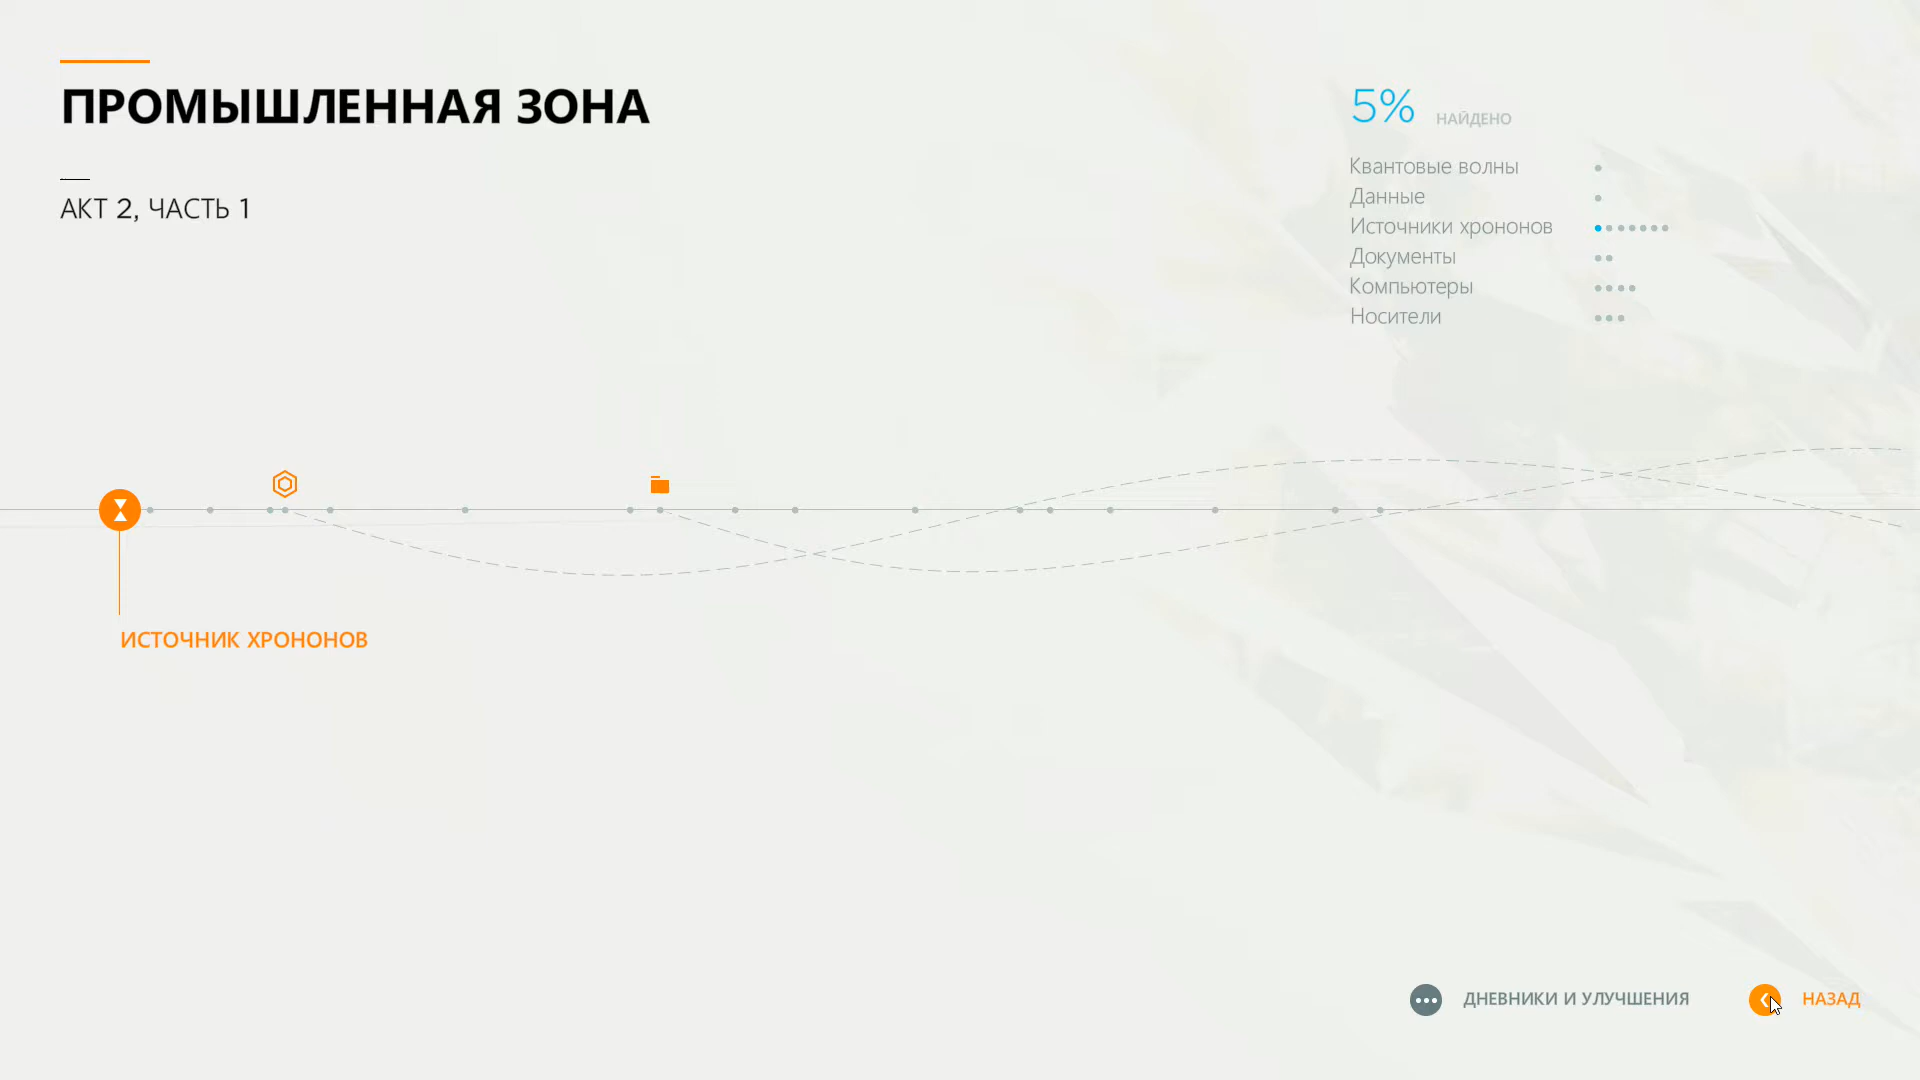 ПРОМЫШЛЕННАЯ ЗОНА
АКТ 2, ЧАСТЬ 1
5% НАЙДЕНО
Квантовые волны
Данные
Источники хрононов
Документы
Компьютеры
Носители
ИСТОЧНИК ХРОНОНОВ
ДНЕВНИКИ И УЛУЧШЕНИЯ
НАЗАД